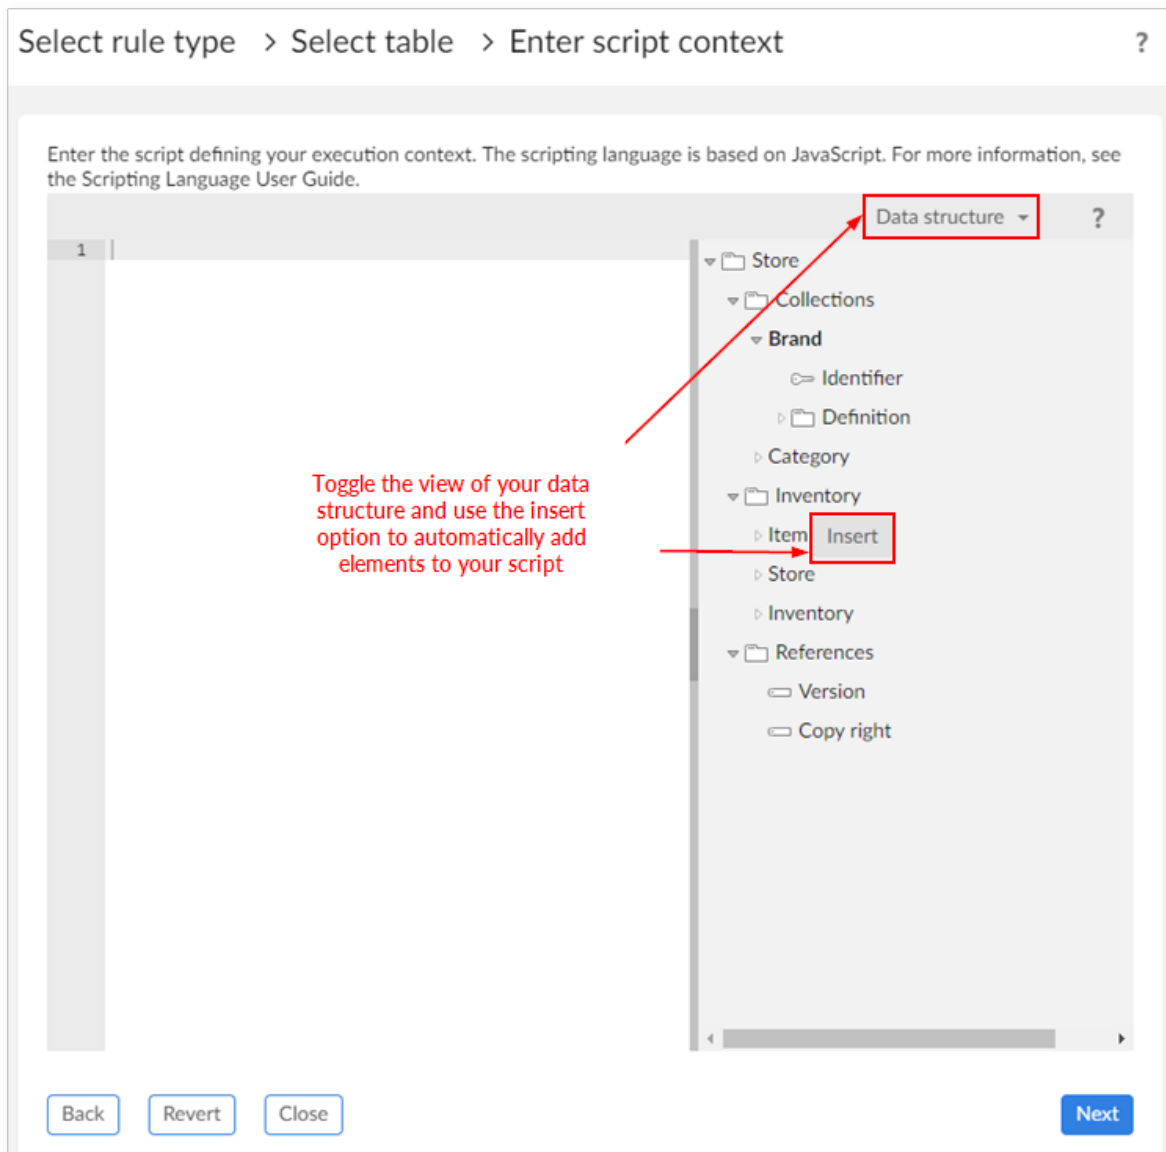 Select rule type > Select table > Enter script context ?
Enter the script defining your execution context. The scripting language is based on JavaScript. For more information, see
the Scripting Language User Guide.
Data structure ?
1
Store
Collections
Brand
Identifier
Definition
Category
Inventory
Item Insert
Store
Inventory
References
Version
Copy right
Toggle the view of your data
structure and use the insert
option to automatically add
elements to your script
Back Revert Close Next